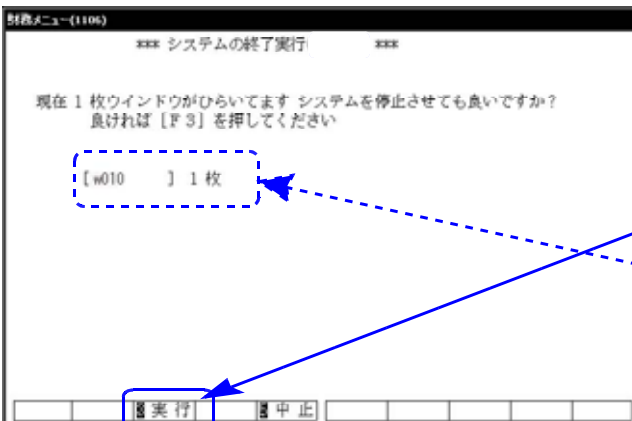 財務メニュー(1106)
*** システムの終了実行 ***
現在 1 枚ウインドウがひらいてます システムを停止させても良いですか?
良ければ [F3] を押してください
[w010 ] 1 枚
実行 中止